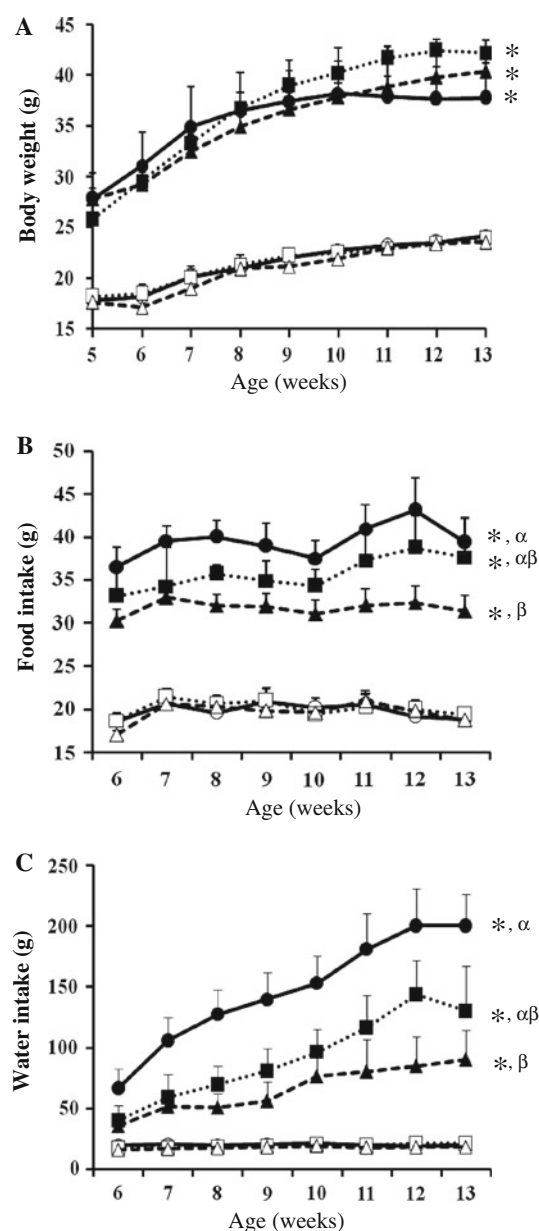 A
Body weight (g)
45
40
35
30
25
20
15
*
*
*
5 6 7 8 9 10 11 12 13
Age (weeks)
B
Food intake (g)
50
45
40
35
30
25
20
15
*, α
*, αβ
*, β
6 7 8 9 10 11 12 13
Age (weeks)
C
Water intake (g)
250
200
150
100
50
0
*, α
*, αβ
*, β
6 7 8 9 10 11 12 13
Age (weeks)